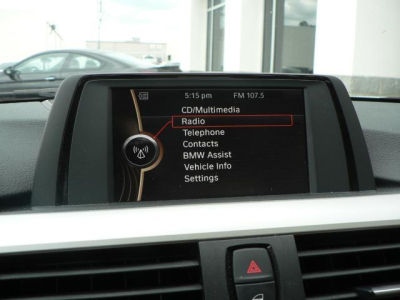 5:15 pm FM 107.5
CD/Multimedia
Radio
Telephone
Contacts
BMW Assist
Vehicle Info
Settings